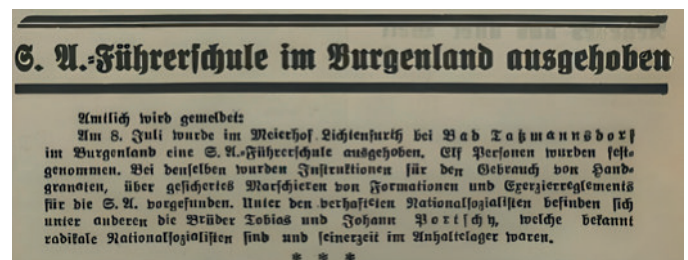 S. A.-Führerschule im Burgenland ausgehoben
Amtlich wird gemeldet:
Am 8. Juli wurde im Meierhof Lichtenfurth bei Bad Taßmannsdorf
im Burgenland eine S. A.-Führerschule ausgehoben. Elf Personen wurden fest-
genommen. Bei denselben wurden Instruktionen für den Gebrauch von Hand-
granaten, über gesichertes Marschieren von Formationen und Exerzierreglements
für die S. A. vorgefunden. Unter den verhafteten Nationalsozialisten befinden sich
unter anderen die Brüder Tobias und Johann Portschy, welche bekannt
radikale Nationalsozialisten sind und seinerzeit im Anhaltelager waren.
* * *